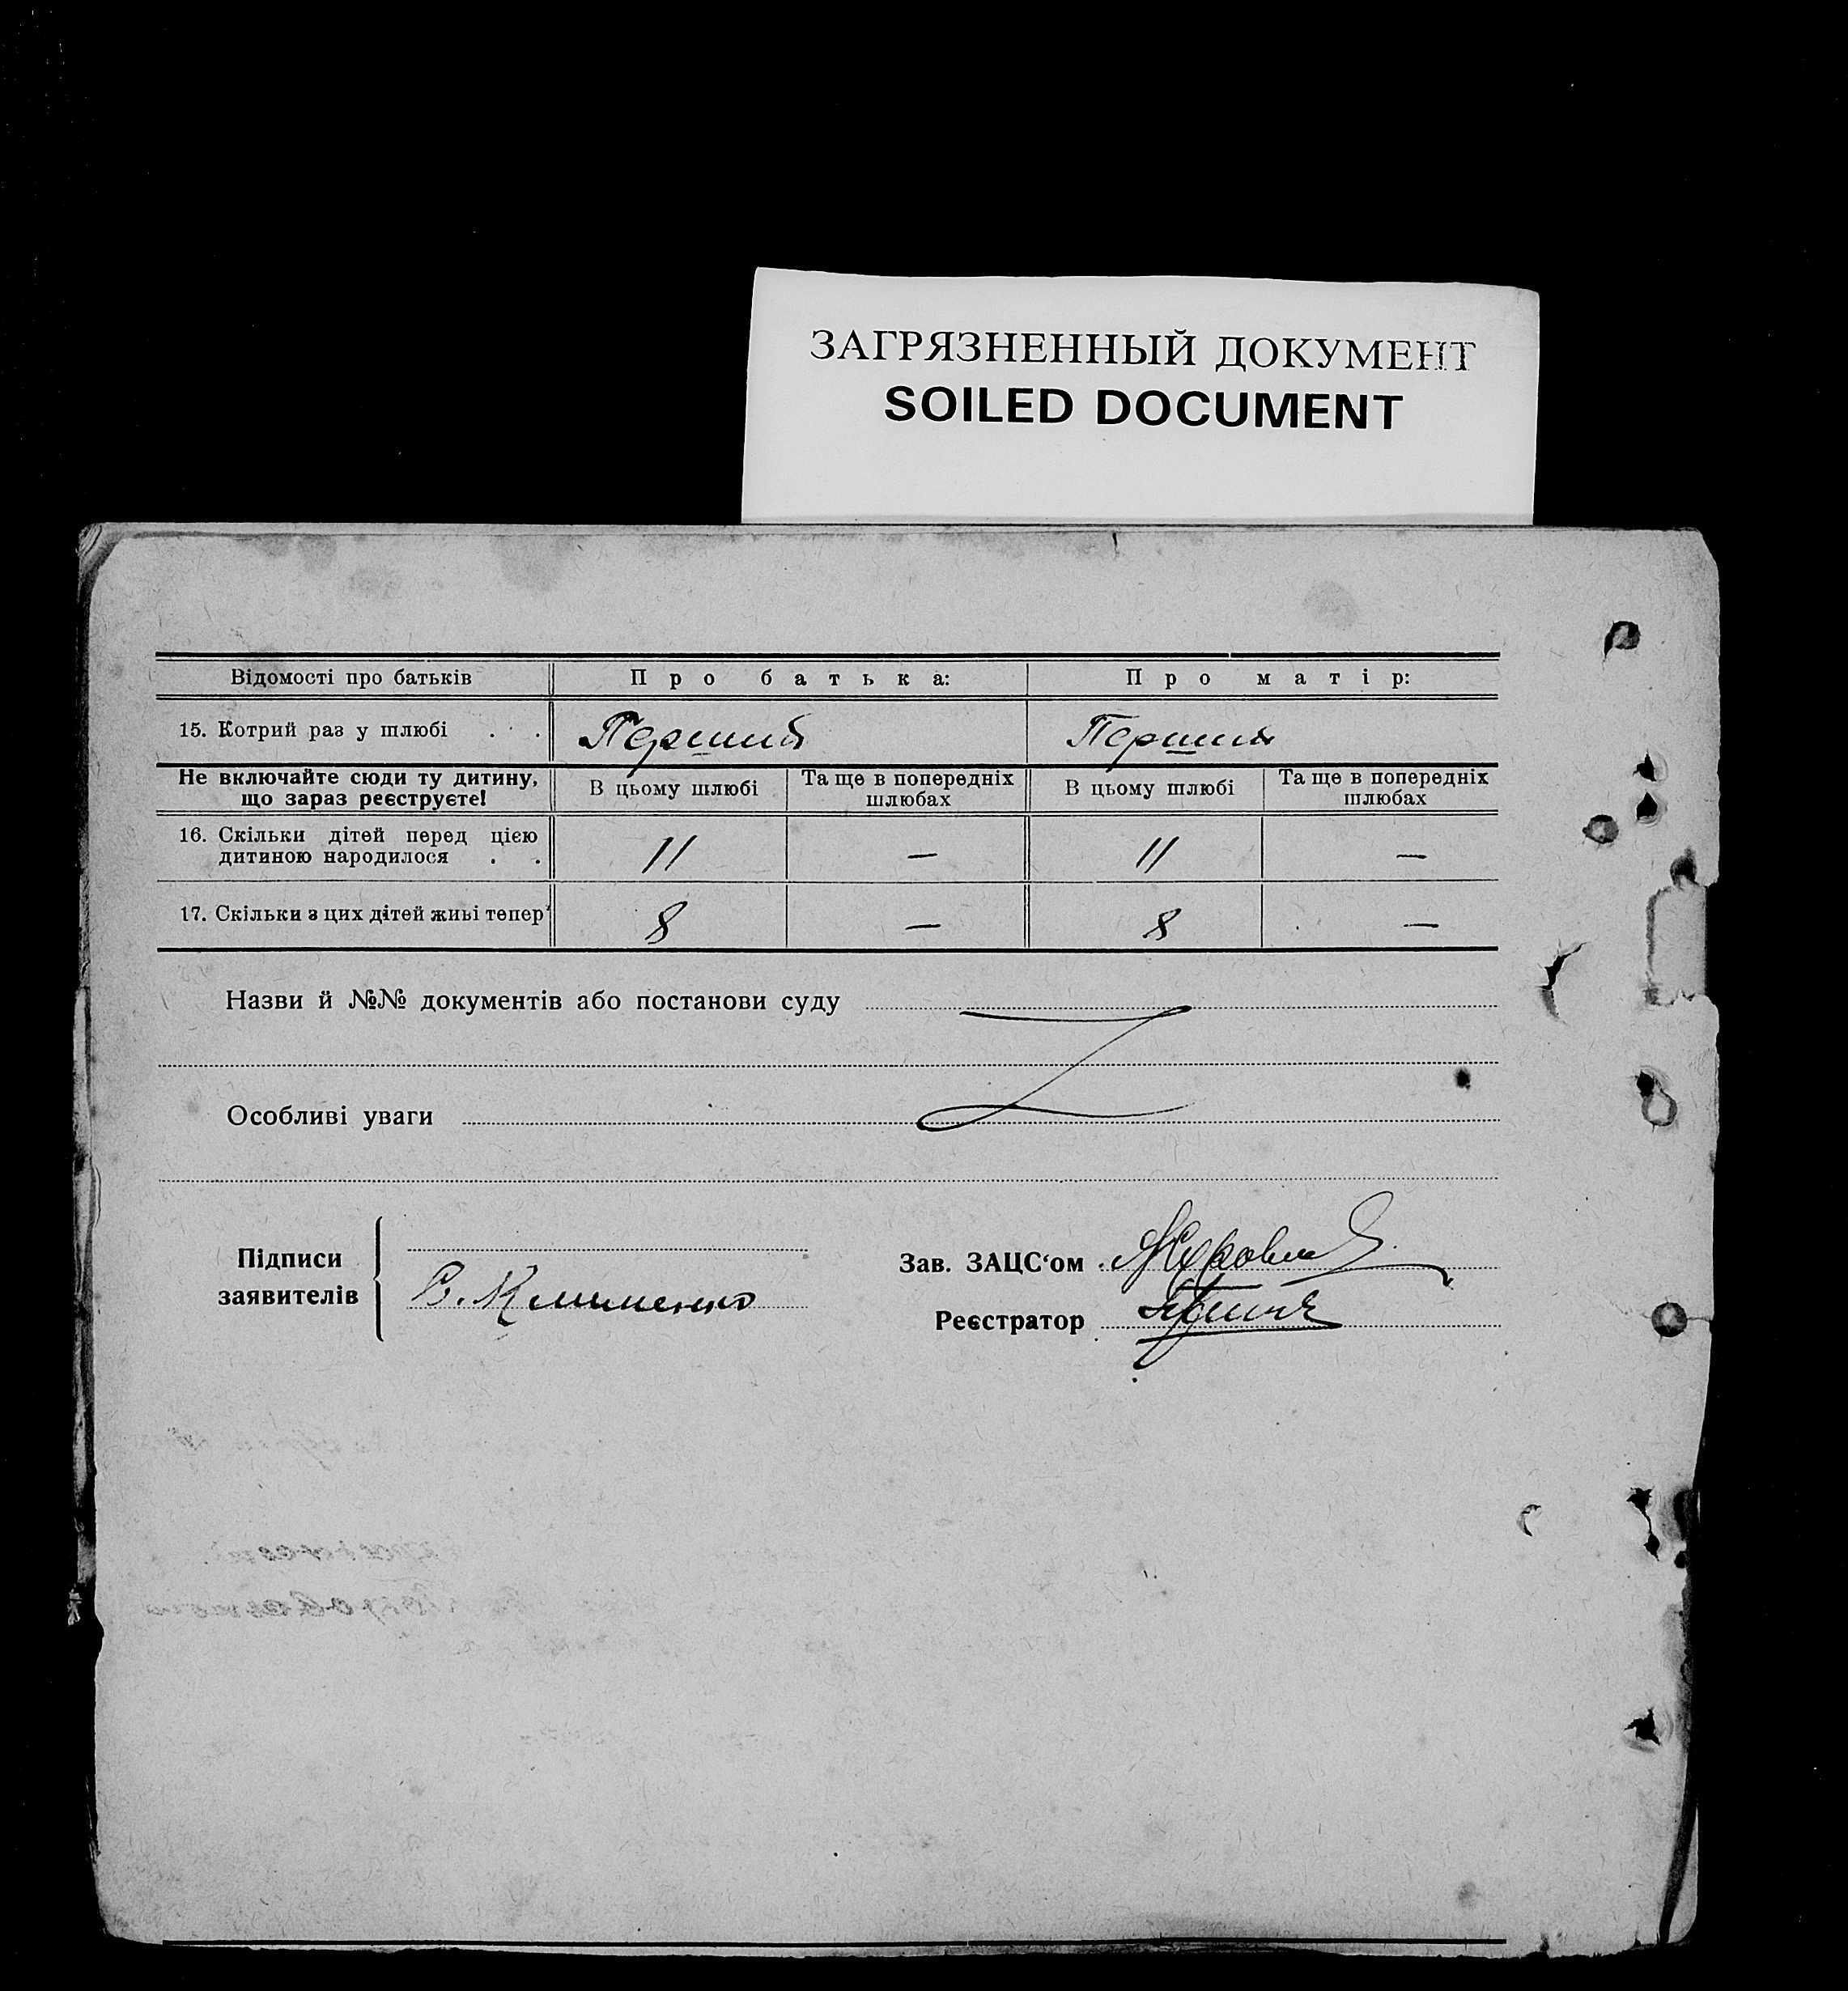 ЗАГРЯЗНЕННЫЙ ДОКУМЕНТ
SOILED DOCUMENT
Відомості про батьків Про батька: Про матір:
15. Котрий раз у шлюбі . . . Перший Перший
Не включайте сюди ту дитину, що зараз реєструєте! В цьому шлюбі Та ще в попередніх шлюбах В цьому шлюбі Та ще в попередніх шлюбах
16. Скільки дітей перед цією
дитиною народилося . . 11 — 11 —
17. Скільки з цих дітей живі тепер 8 — 8 —
Назви й №№ документів або постанови суду
Особливі уваги
Підписи
заявителів
Клименко
Зав. ЗАЦС‘ом
Реєстратор